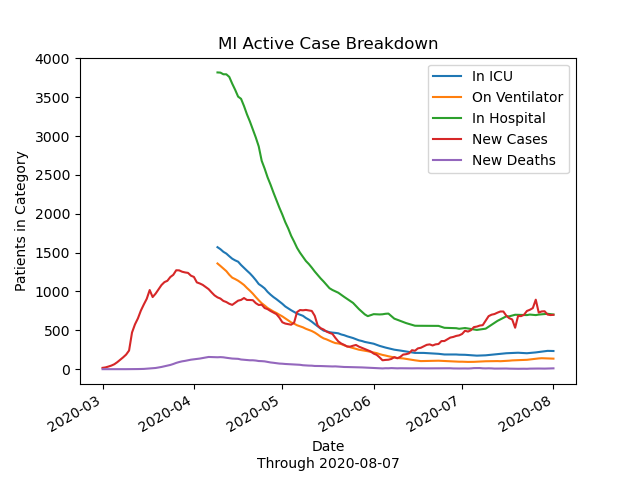 MI Active Case Breakdown
In ICU
On Ventilator
In Hospital
New Cases
New Deaths
Patients in Category
4000
3500
3000
2500
2000
1500
1000
500
0
2020-03
2020-04
2020-05
2020-06
2020-07
2020-08
Date
Through 2020-08-07